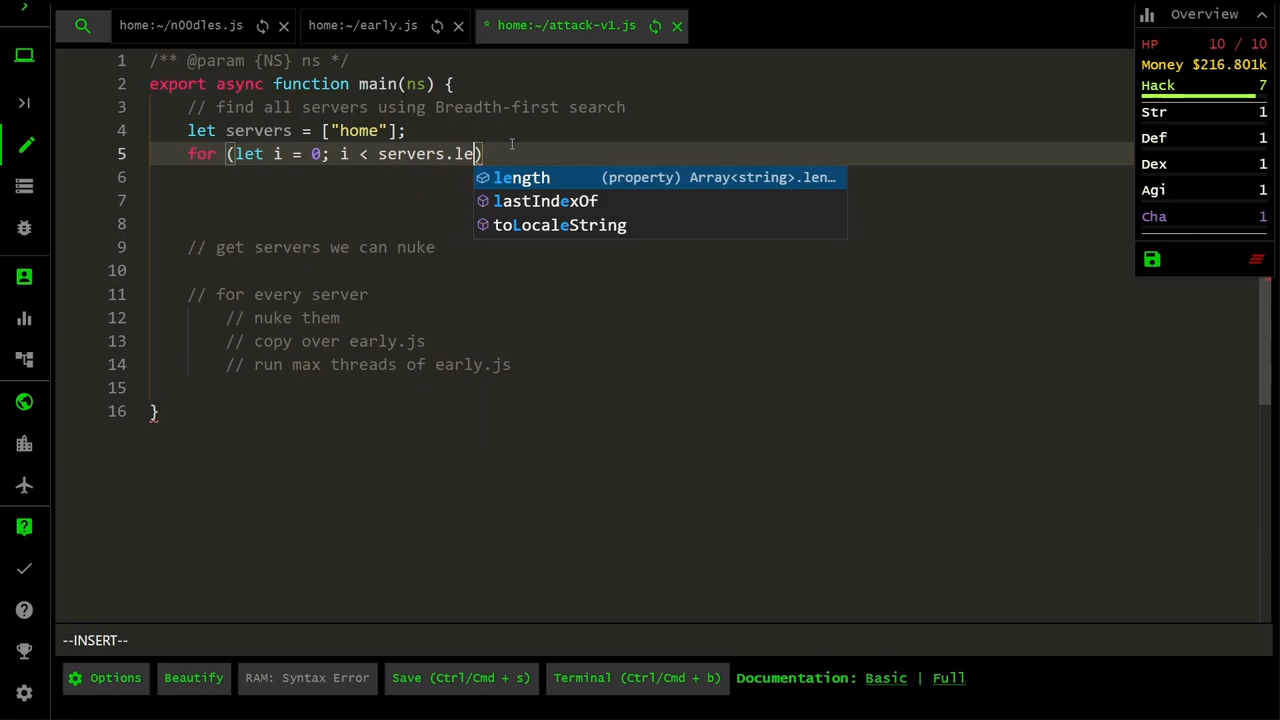 home:~/n00dles.js
home:~/early.js
* home:~/attack-v1.js
Overview
HP 10 / 10
Money $216.801k
Hack 7
Str 1
Def 1
Dex 1
Agi 1
Cha 1
1 /** @param {NS} ns */
2 export async function main(ns) {
3 // find all servers using Breadth-first search
4 let servers = ["home"];
5 for (let i = 0; i < servers.le)
6
7
8
9 // get servers we can nuke
10
11 // for every server
12 // nuke them
13 // copy over early.js
14 // run max threads of early.js
15
16 }
length (property) Array<string>.len…
lastIndexOf
toLocaleString
--INSERT--
Options
Beautify
RAM: Syntax Error
Save (Ctrl/Cmd + s)
Terminal (Ctrl/Cmd + b)
Documentation: Basic | Full